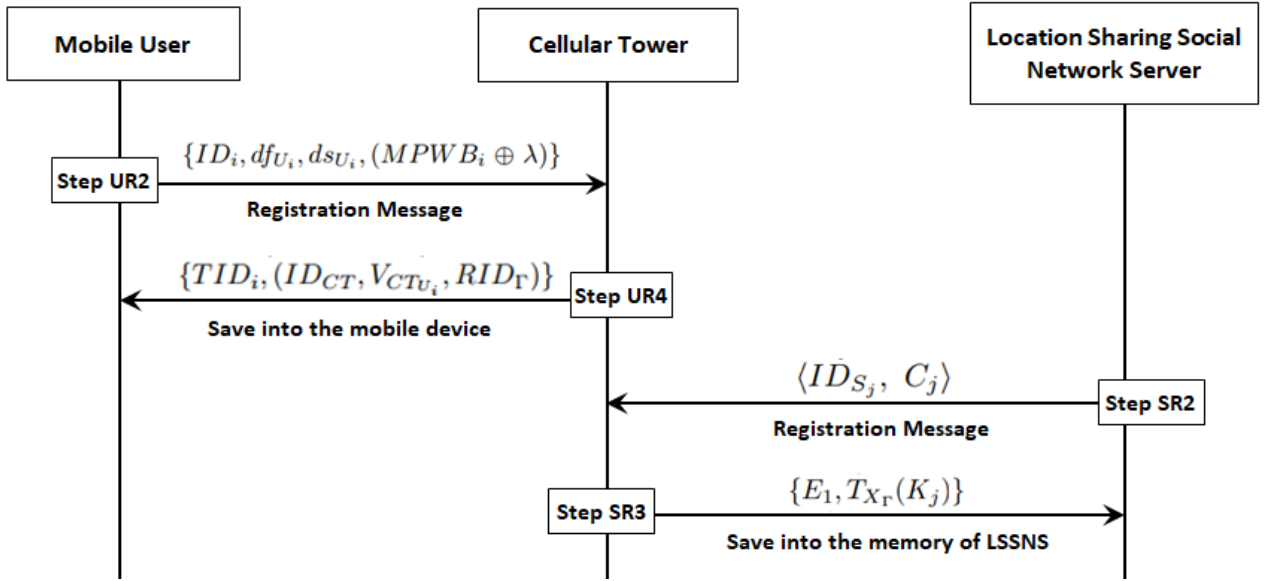 Mobile User
Cellular Tower
Location Sharing Social
Network Server
{ID_i, df_{U_i}, ds_{U_i}, (MPWB_i ⊕ λ)}
Step UR2
Registration Message
{TID_i, (ID_{CT}, V_{CT_{U_i}}, RID_Γ)}
Step UR4
Save into the mobile device
⟨ID_{S_j}, C_j⟩
Step SR2
Registration Message
{E_1, T_{X_Γ}(K_j)}
Step SR3
Save into the memory of LSSNS